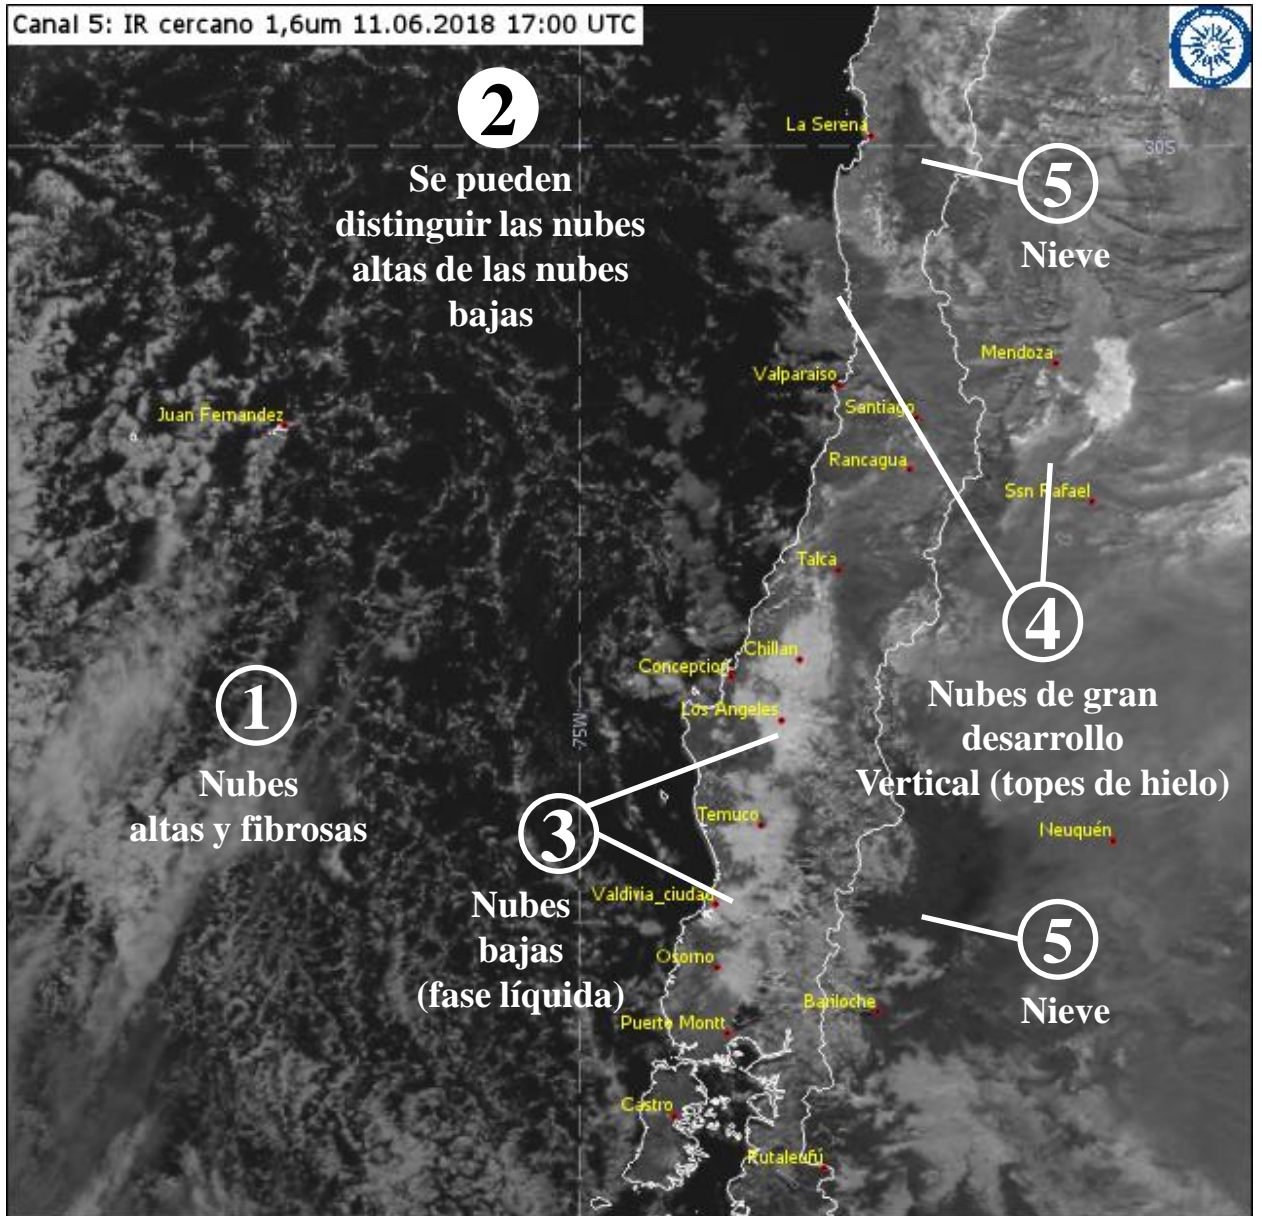 Canal 5: IR cercano 1,6um 11.06.2018 17:00 UTC
2
Se pueden
distinguir las nubes
altas de las nubes
bajas
La Serena
30S
5
Nieve
Mendoza
Valparaiso
Santiago
Juan Fernandez
Rancagua
Ssn Rafael
Talca
4
Nubes de gran
desarrollo
Vertical (topes de hielo)
Chillan
Concepcion
Los Angeles
75W
1
Nubes
altas y fibrosas
Temuco
3
Nubes
bajas
(fase líquida)
Neuquén
Valdivia_ciudad
5
Nieve
Osorno
Bariloche
Puerto Montt
Castro
Futaleufú